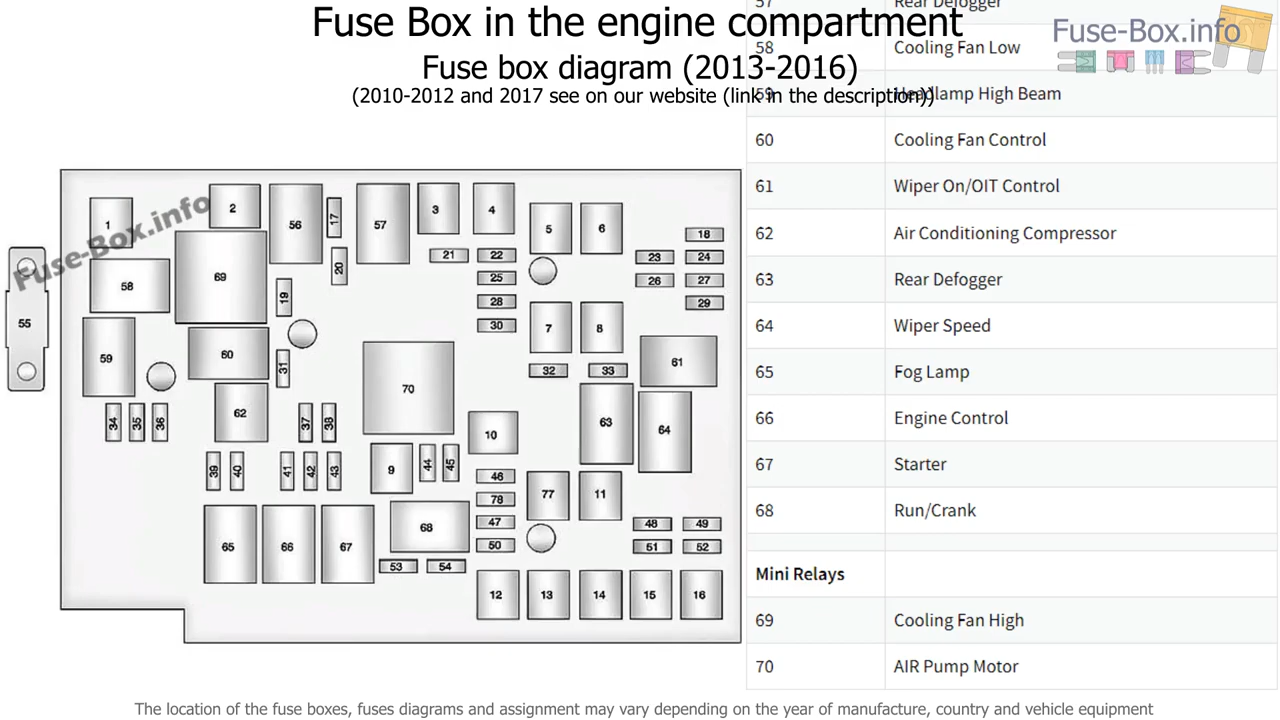 Fuse Box in the engine compartment
Fuse box diagram (2013-2016)
(2010-2012 and 2017 see on our website (link in the description))
Fuse-Box.info
57 Rear Defogger
58 Cooling Fan Low
59 Headlamp High Beam
60 Cooling Fan Control
61 Wiper On/OIT Control
62 Air Conditioning Compressor
63 Rear Defogger
64 Wiper Speed
65 Fog Lamp
66 Engine Control
67 Starter
68 Run/Crank
Mini Relays
69 Cooling Fan High
70 AIR Pump Motor
Fuse-Box.info
1 2 56 17 57 3 4
5 6 18
21 22 23 24
58 69 20 25 26 27
19 28 29
55 30
7 8
59 60 31 32 33 61
70
62 63 64
34 35 36 37 38 10
39 40 41 42 43 9 44 45 46
78 77 11
65 66 67 68 47 48 49
50 51 52
53 54
12 13 14 15 16
The location of the fuse boxes, fuses diagrams and assignment may vary depending on the year of manufacture, country and vehicle equipment